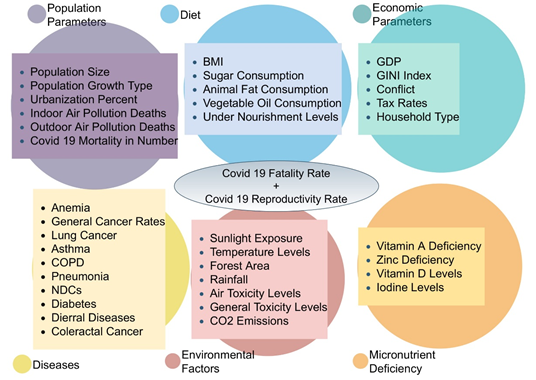 Population
Parameters
Population Size
Population Growth Type
Urbanization Percent
Indoor Air Pollution Deaths
Outdoor Air Pollution Deaths
Covid 19 Mortality in Number
Diet
BMI
Sugar Consumption
Animal Fat Consumption
Vegetable Oil Consumption
Under Nourishment Levels
Economic
Parameters
GDP
GINI Index
Conflict
Tax Rates
Household Type
Covid 19 Fatality Rate
+
Covid 19 Reproductivity Rate
Anemia
General Cancer Rates
Lung Cancer
Asthma
COPD
Pneumonia
NDCs
Diabetes
Dierral Diseases
Coleractal Cancer
Diseases
Sunlight Exposure
Temperature Levels
Forest Area
Rainfall
Air Toxicity Levels
General Toxicity Levels
CO2 Emissions
Environmental
Factors
Vitamin A Deficiency
Zinc Deficiency
Vitamin D Levels
Iodine Levels
Micronutrient
Deficiency